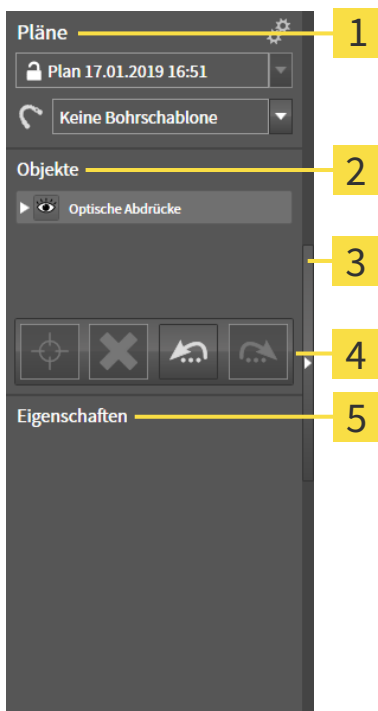 Pläne
1
Plan 17.01.2019 16:51
Keine Bohrschablone
Objekte
2
Optische Abdrücke
3
4
Eigenschaften
5